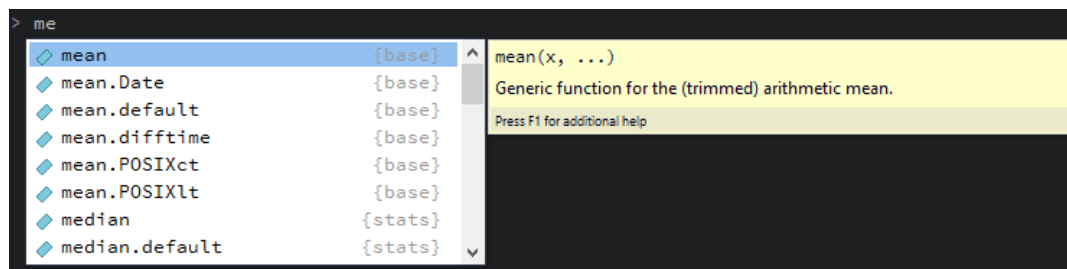 > me
mean {base}
mean.Date {base}
mean.default {base}
mean.difftime {base}
mean.POSIXct {base}
mean.POSIXlt {base}
median {stats}
median.default {stats}
mean(x, ...)
Generic function for the (trimmed) arithmetic mean.
Press F1 for additional help